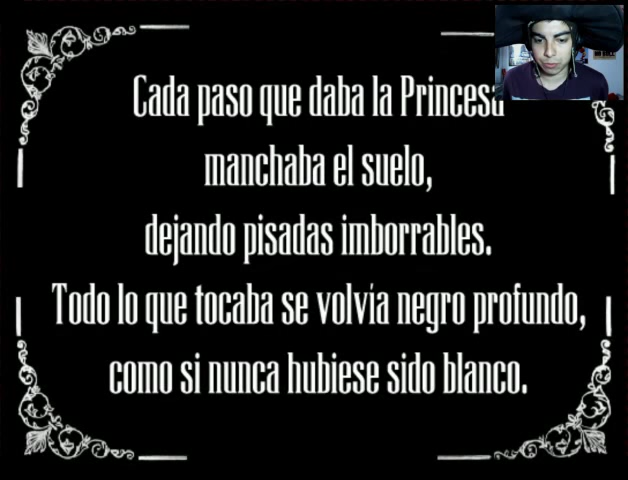 Cada paso que daba la Princesa
manchaba el suelo,
dejando pisadas imborrables.
Todo lo que tocaba se volvía negro profundo,
como si nunca hubiese sido blanco.